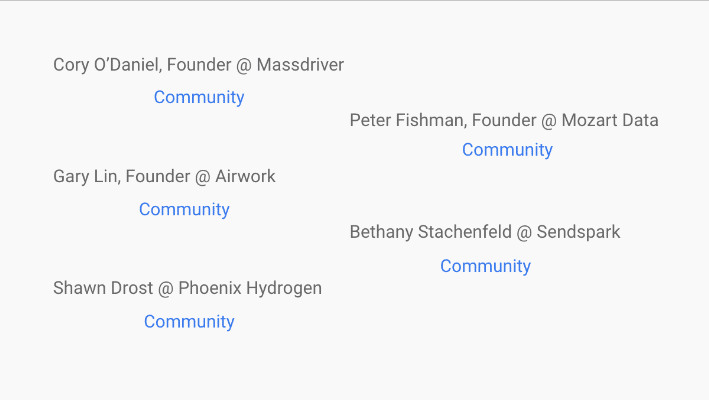 Cory O’Daniel, Founder @ Massdriver
Community
Peter Fishman, Founder @ Mozart Data
Community
Gary Lin, Founder @ Airwork
Community
Bethany Stachenfeld @ Sendspark
Community
Shawn Drost @ Phoenix Hydrogen
Community